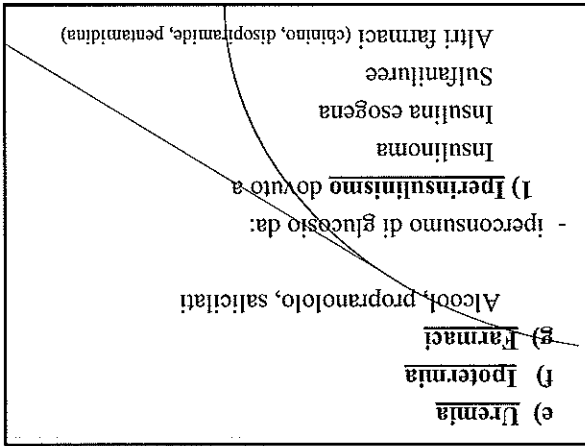 e) Uremia
f) Ipotermia
g) Farmaci
Alcool, propranololo, salicilati
- iperconsumo di glucosio da:
1) Iperinsulinismo dovuto a
Insulinoma
Insulina esogena
Sulfaniluree
Altri farmaci (chinino, disopiramide, pentamidina)